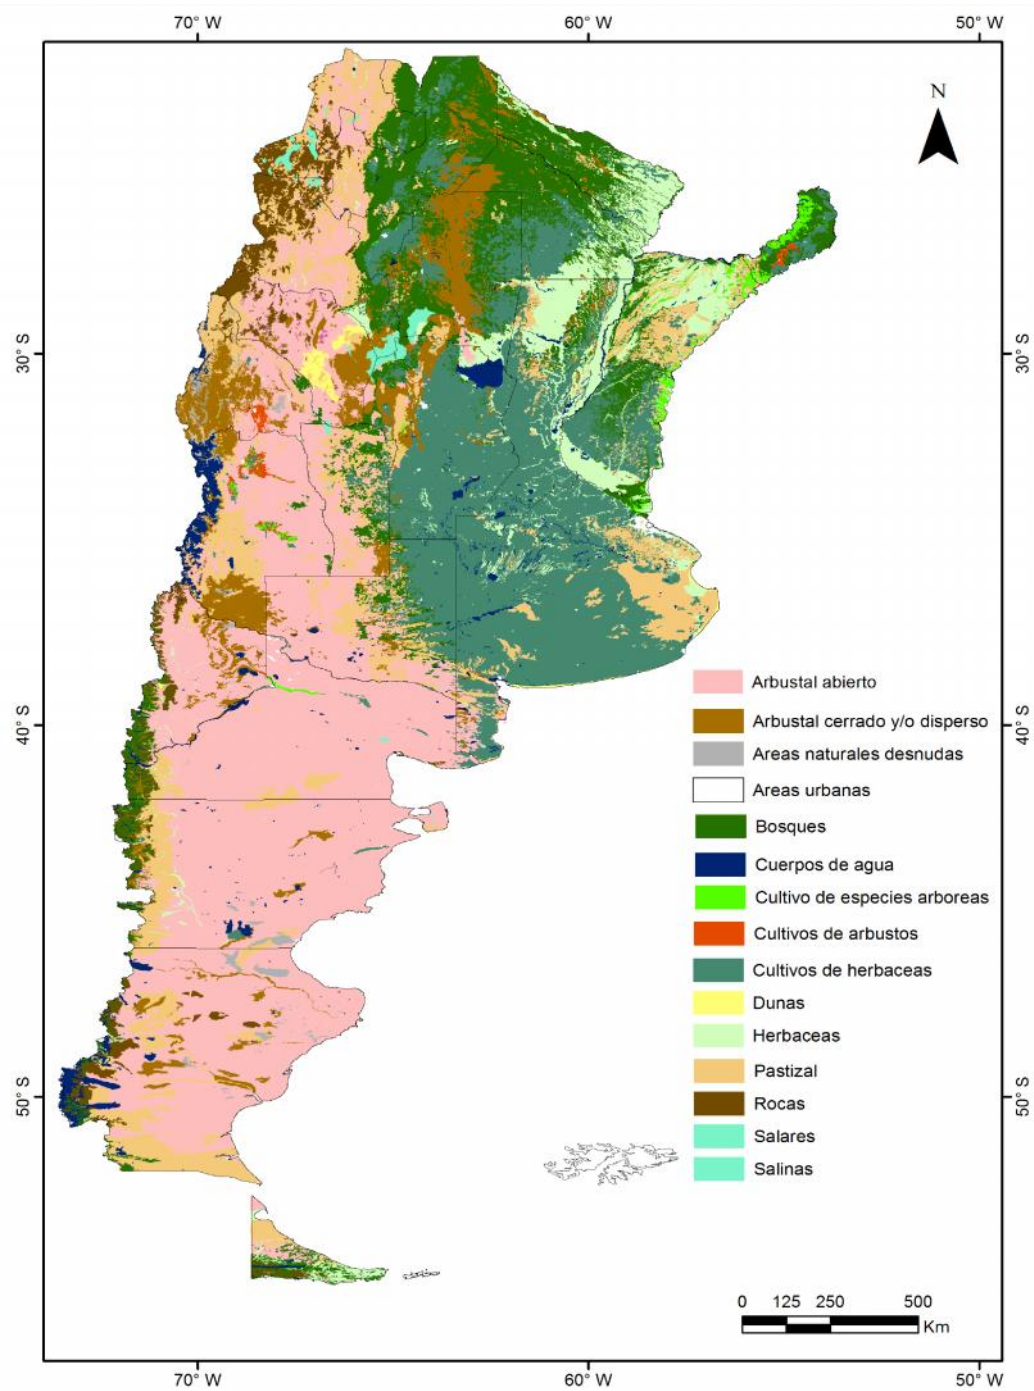 70° W 60° W 50° W
N
30° S
30° S
Arbustal abierto
Arbustal cerrado y/o disperso
40° S
40° S
Areas naturales desnudas
Areas urbanas
Bosques
Cuerpos de agua
Cultivo de especies arboreas
Cultivos de arbustos
Cultivos de herbaceas
Dunas
Herbaceas
Pastizal
50° S
50° S
Rocas
Salares
Salinas
0 125 250 500
Km
70° W 60° W 50° W